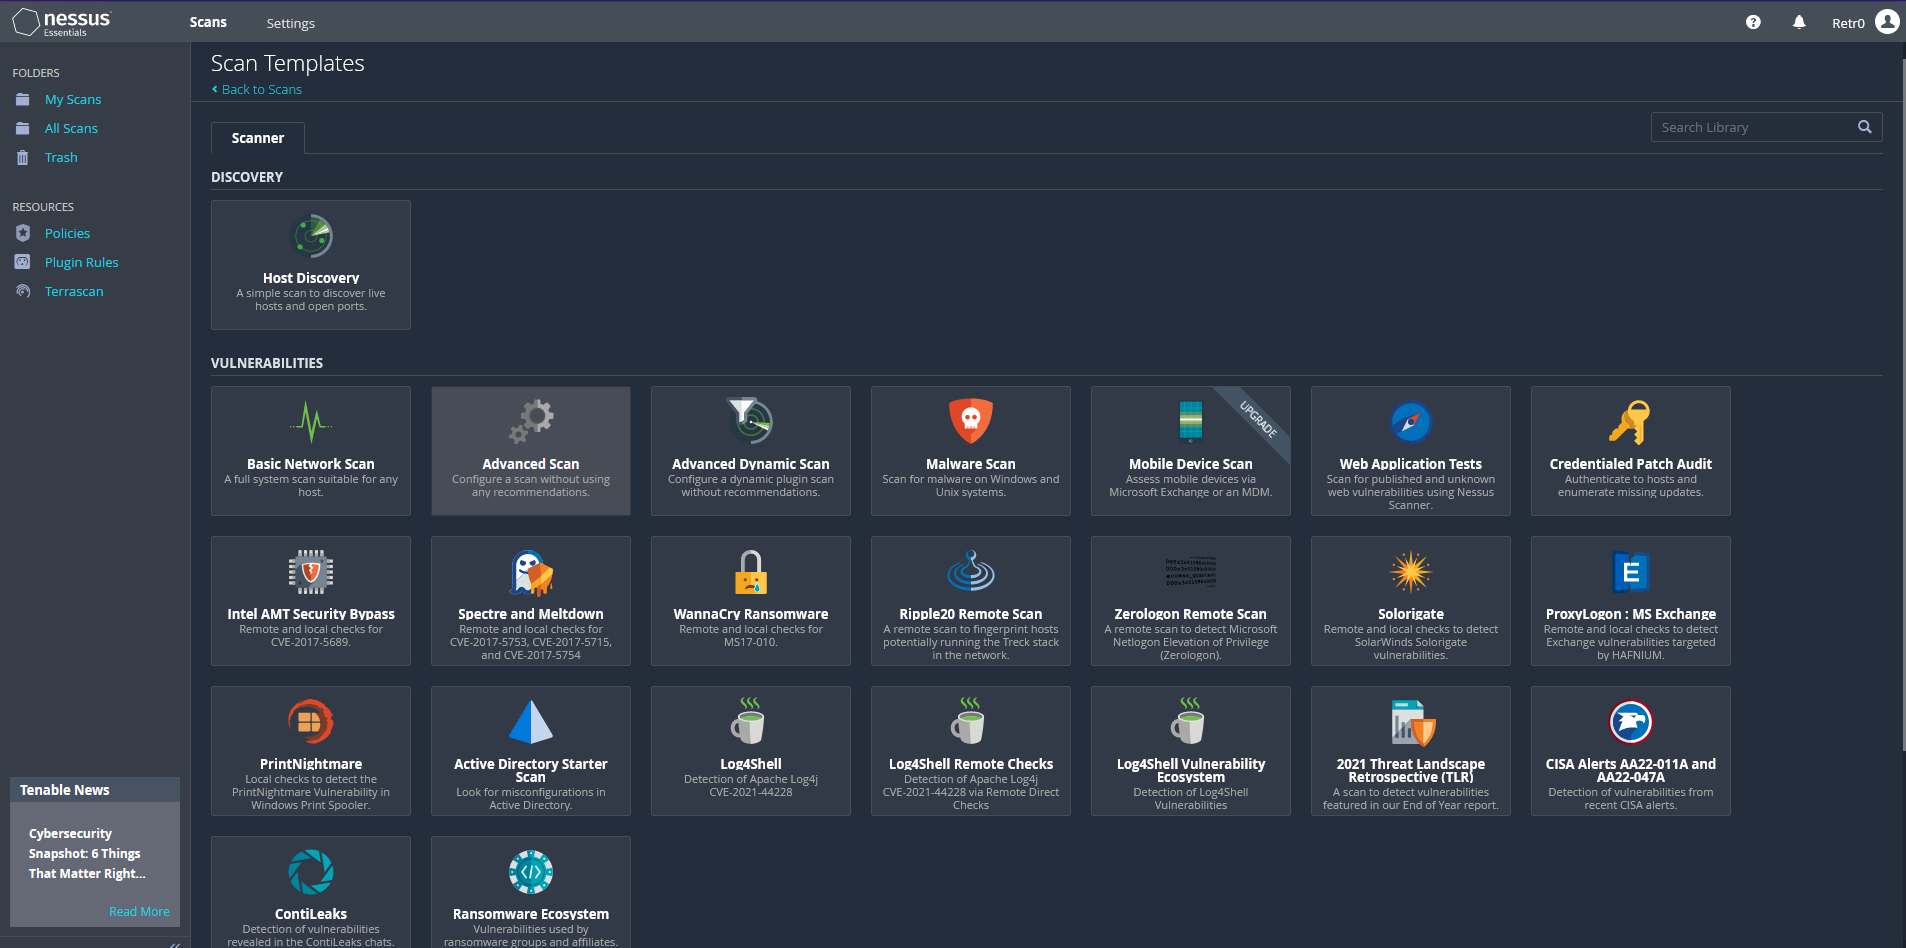 nessus
Essentials
Scans
Settings
Retr0
FOLDERS
My Scans
All Scans
Trash
RESOURCES
Policies
Plugin Rules
Terrascan
Tenable News
Cybersecurity
Snapshot: 6 Things
That Matter Right...
Read More
Scan Templates
Back to Scans
Scanner
Search Library
DISCOVERY
Host Discovery
A simple scan to discover live
hosts and open ports.
VULNERABILITIES
Basic Network Scan
A full system scan suitable for any
host.
Advanced Scan
Configure a scan without using
any recommendations.
Advanced Dynamic Scan
Configure a dynamic plugin scan
without recommendations.
Malware Scan
Scan for malware on Windows and
Unix systems.
UPGRADE
Mobile Device Scan
Assess mobile devices via
Microsoft Exchange or an MDM.
Web Application Tests
Scan for published and unknown
web vulnerabilities using Nessus
Scanner.
Credentialed Patch Audit
Authenticate to hosts and
enumerate missing updates.
Intel AMT Security Bypass
Remote and local checks for
CVE-2017-5689.
Spectre and Meltdown
Remote and local checks for
CVE-2017-5753, CVE-2017-5715,
and CVE-2017-5754
WannaCry Ransomware
Remote and local checks for
MS17-010.
Ripple20 Remote Scan
A remote scan to fingerprint hosts
potentially running the Treck stack
in the network.
Zerologon Remote Scan
A remote scan to detect Microsoft
Netlogon Elevation of Privilege
(Zerologon).
Solorigate
Remote and local checks to detect
SolarWinds Solorigate
vulnerabilities.
E
ProxyLogon : MS Exchange
Remote and local checks to detect
Exchange vulnerabilities targeted
by HAFNIUM.
PrintNightmare
Local checks to detect the
PrintNightmare Vulnerability in
Windows Print Spooler.
Active Directory Starter
Scan
Look for misconfigurations in
Active Directory.
Log4Shell
Detection of Apache Log4j
CVE-2021-44228
Log4Shell Remote Checks
Detection of Apache Log4j
CVE-2021-44228 via Remote Direct
Checks
Log4Shell Vulnerability
Ecosystem
Detection of Log4Shell
Vulnerabilities
2021 Threat Landscape
Retrospective (TLR)
A scan to detect vulnerabilities
featured in our End of Year report.
CISA Alerts AA22-011A and
AA22-047A
Detection of vulnerabilities from
recent CISA alerts.
ContiLeaks
Detection of vulnerabilities
revealed in the ContiLeaks chats.
</>
Ransomware Ecosystem
Vulnerabilities used by
ransomware groups and affiliates.